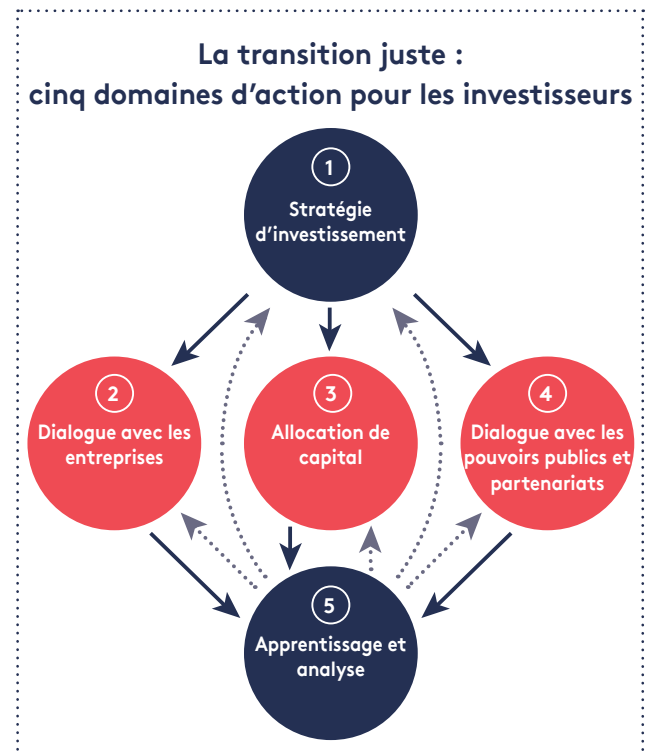 La transition juste :
cinq domaines d’action pour les investisseurs
1
Stratégie
d’investissement
2
Dialogue avec les
entreprises
3
Allocation de
capital
4
Dialogue avec les
pouvoirs publics et
partenariats
5
Apprentissage et
analyse